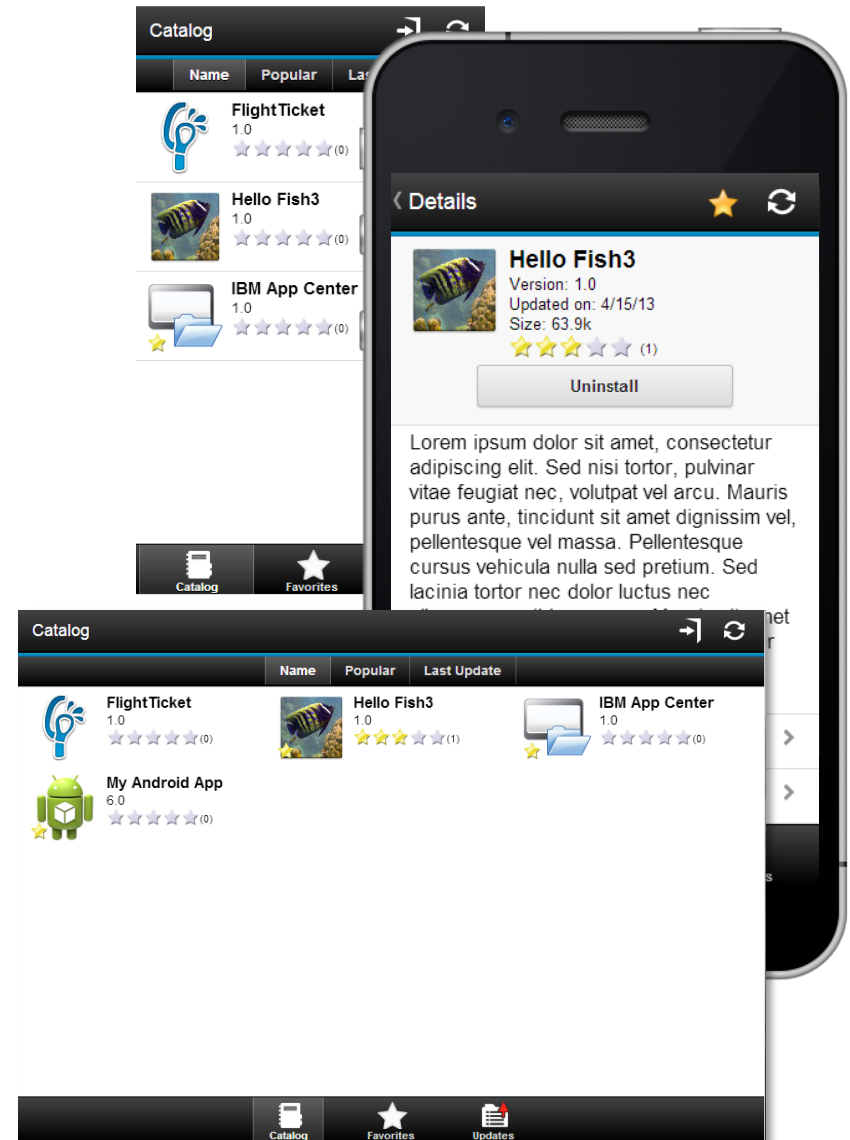 Catalog
Name Popular
FlightTicket
1.0
(0)
Hello Fish3
1.0
(0)
IBM App Center
1.0
(0)
Catalog Favorites
Details
Hello Fish3
Version: 1.0
Updated on: 4/15/13
Size: 63.9k
(1)
Uninstall
Lorem ipsum dolor sit amet, consectetur
adipiscing elit. Sed nisi tortor, pulvinar
vitae feugiat nec, volutpat vel arcu. Mauris
purus ante, tincidunt sit amet dignissim vel,
pellentesque vel massa. Pellentesque
cursus vehicula nulla sed pretium. Sed
lacinia tortor nec dolor luctus nec
Catalog
Name Popular Last Update
FlightTicket
1.0
(0)
Hello Fish3
1.0
(1)
IBM App Center
1.0
(0)
My Android App
6.0
(0)
Catalog Favorites Updates